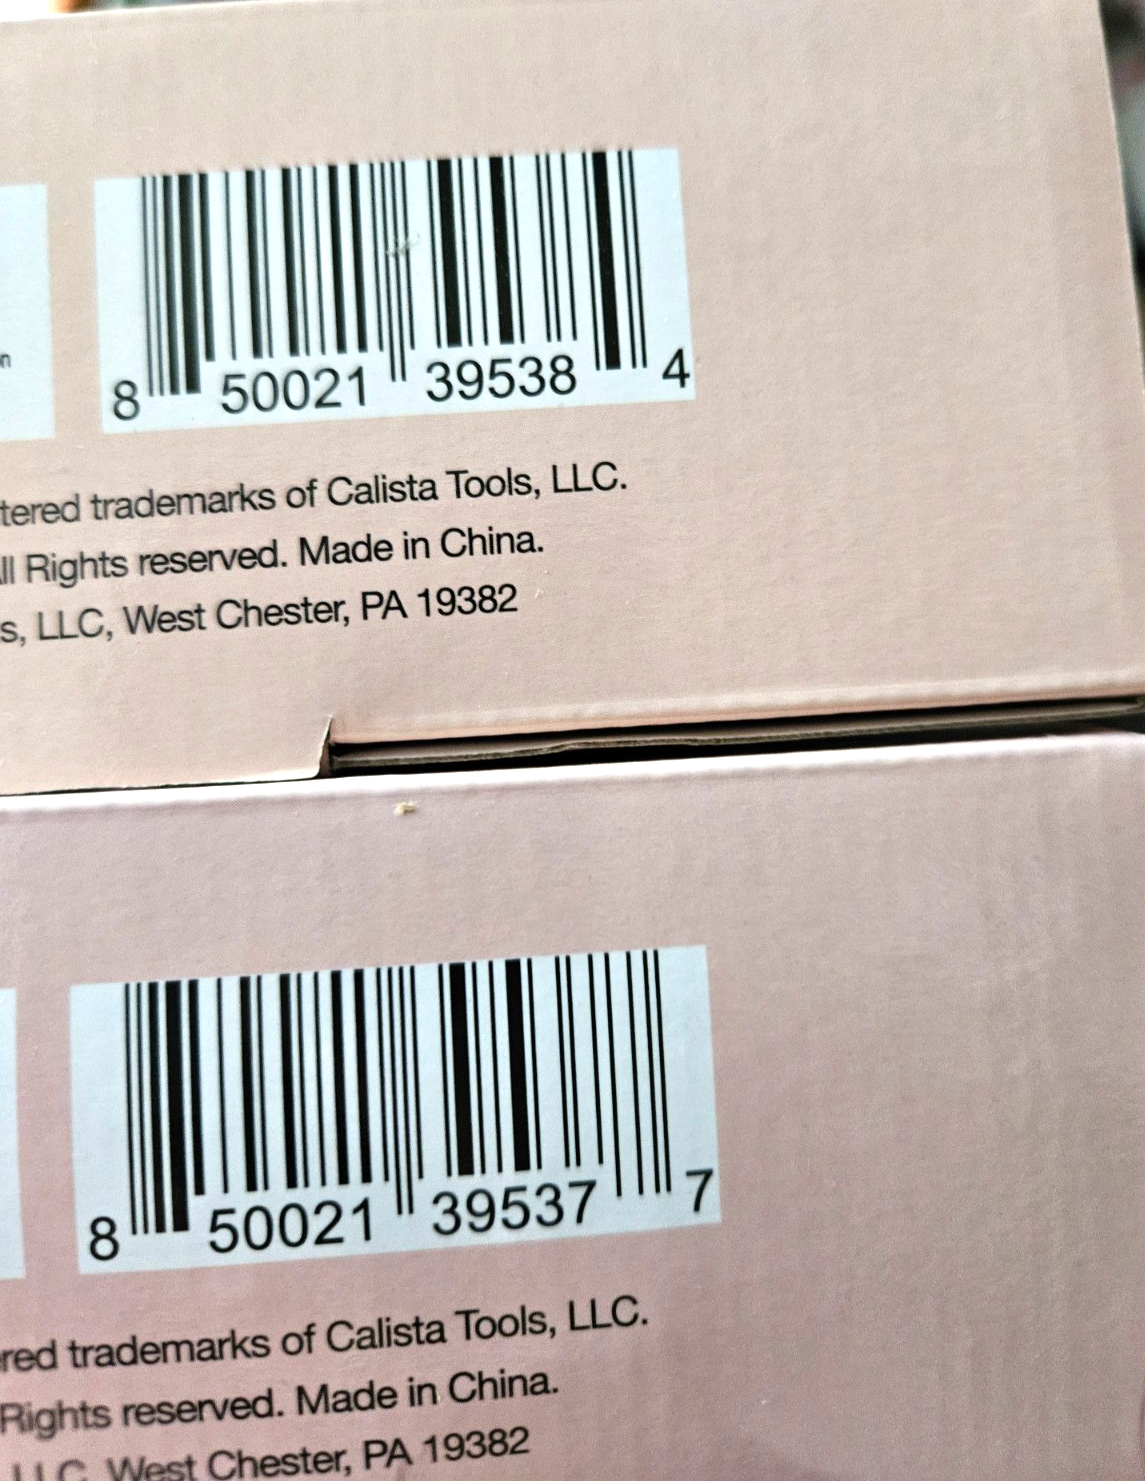 n
8 50021 39538 4
tered trademarks of Calista Tools, LLC.
ll Rights reserved. Made in China.
s, LLC, West Chester, PA 19382
8 50021 39537 7
red trademarks of Calista Tools, LLC.
Rights reserved. Made in China.
LLC, West Chester, PA 19382